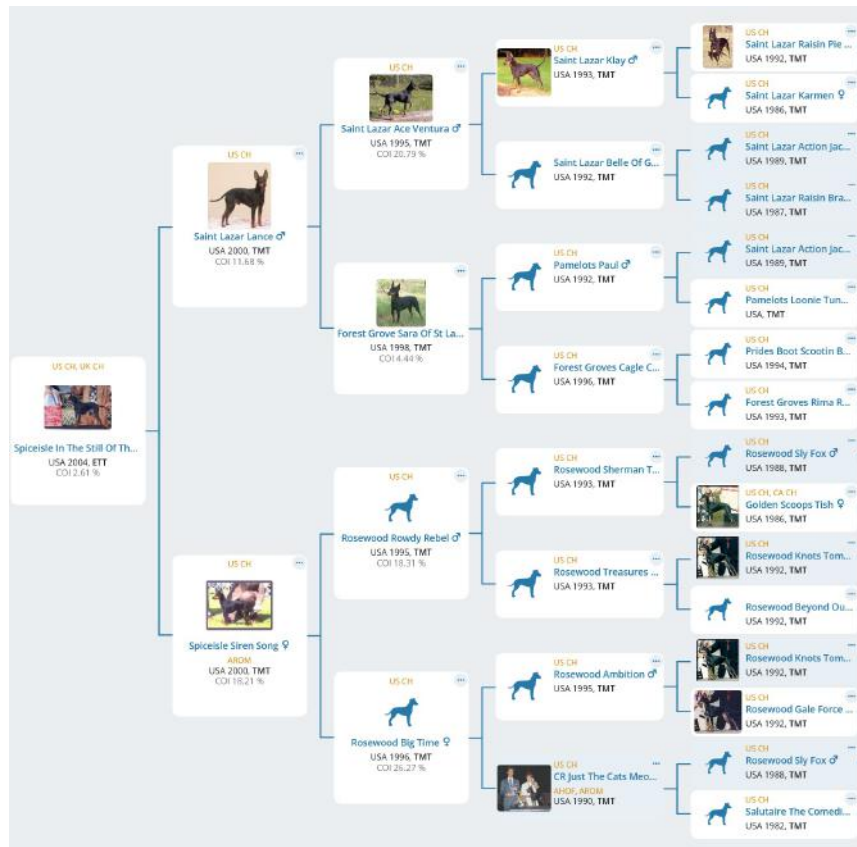 US CH, UK CH
Spiceisle In The Still Of Th...
USA 2004, ETT
COI 2.61 %
US CH
Saint Lazar Lance ♂
USA 2000, TMT
COI 11.68 %
US CH
Spiceisle Siren Song ♀
AROM
USA 2000, TMT
COI 18.21 %
US CH
Saint Lazar Ace Ventura ♂
USA 1995, TMT
COI 20.79 %
US CH
Forest Grove Sara Of St La...
USA 1998, TMT
COI 4.44 %
US CH
Rosewood Rowdy Rebel ♂
USA 1995, TMT
COI 18.31 %
US CH
Rosewood Big Time ♀
USA 1996, TMT
COI 26.27 %
US CH
Saint Lazar Klay ♂
USA 1993, TMT
Saint Lazar Belle Of G...
USA 1992, TMT
US CH
Pamelots Paul ♂
USA 1992, TMT
US CH
Forest Groves Cagle C...
USA 1996, TMT
US CH
Rosewood Sherman T...
USA 1993, TMT
US CH
Rosewood Treasures ...
USA 1993, TMT
US CH
Rosewood Ambition ♂
USA 1995, TMT
US CH
CR Just The Cats Meo...
AHOF, AROM
USA 1990, TMT
US CH
Saint Lazar Raisin Pie ...
USA 1992, TMT
US CH
Saint Lazar Karmen ♀
USA 1986, TMT
US CH
Saint Lazar Action Jac...
USA 1989, TMT
US CH
Saint Lazar Raisin Bra...
USA 1987, TMT
US CH
Saint Lazar Action Jac...
USA 1989, TMT
US CH
Pamelots Loonie Tun...
USA, TMT
US CH
Prides Boot Scootin B...
USA 1994, TMT
US CH
Forest Groves Rima R...
USA 1993, TMT
US CH
Rosewood Sly Fox ♂
USA 1988, TMT
US CH, CA CH
Golden Scoops Tish ♀
USA 1986, TMT
US CH
Rosewood Knots Tom...
USA 1992, TMT
Rosewood Beyond Ou...
USA 1992, TMT
US CH
Rosewood Knots Tom...
USA 1992, TMT
US CH
Rosewood Gale Force ...
USA 1992, TMT
US CH
Rosewood Sly Fox ♂
USA 1988, TMT
US CH
Salutaire The Comedi...
USA 1982, TMT